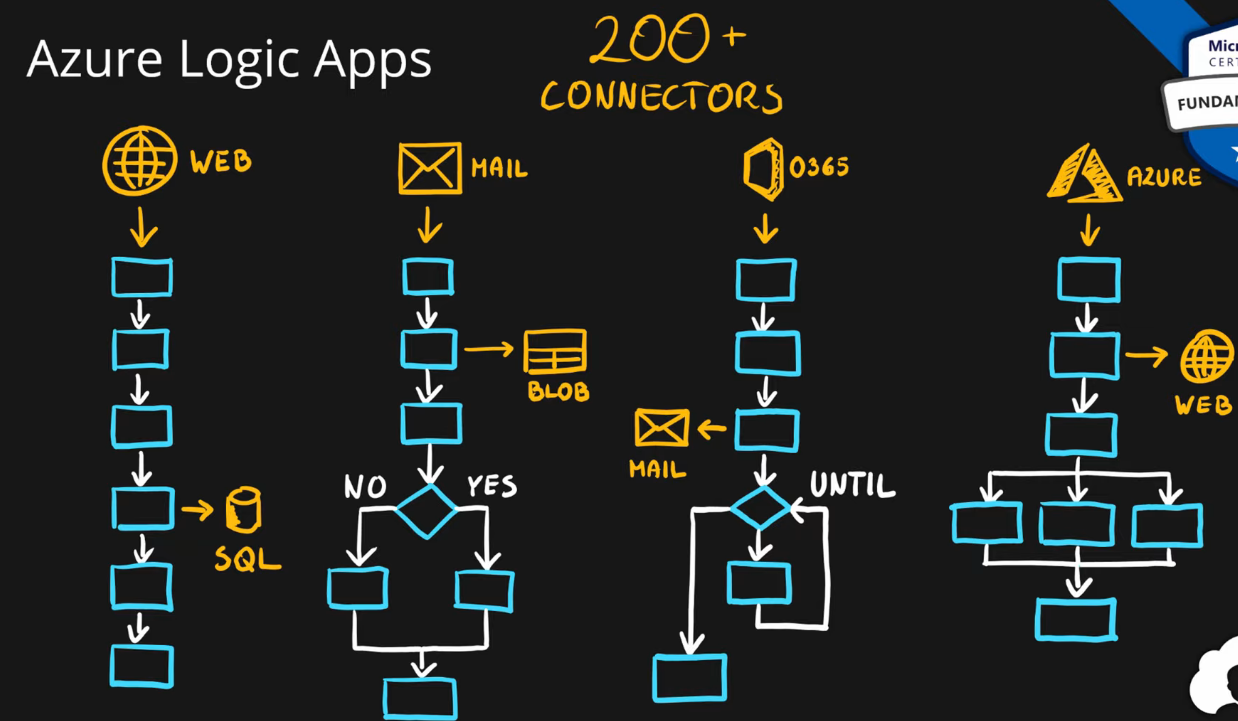 Azure Logic Apps
200+
CONNECTORS
WEB
MAIL
O365
AZURE
BLOB
WEB
MAIL
NO
YES
UNTIL
SQL